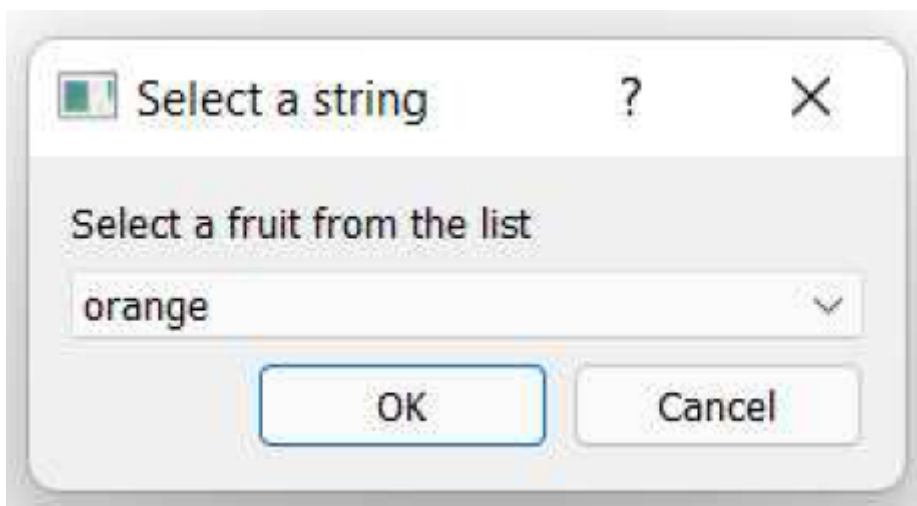 Select a string ?
Select a fruit from the list
orange
OK Cancel